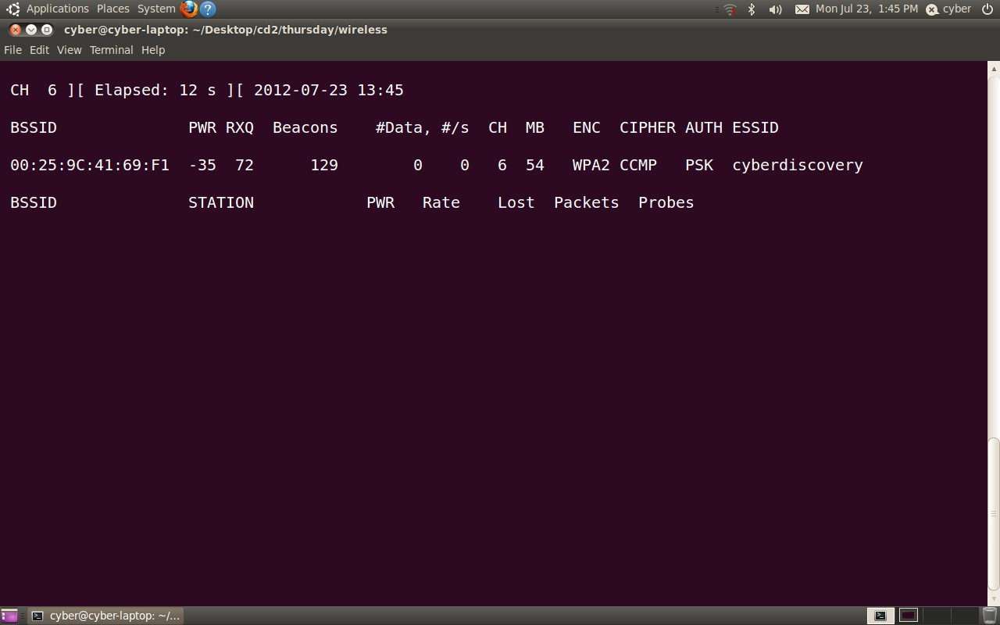 Applications Places System ? Mon Jul 23, 1:45 PM cyber
cyber@cyber-laptop: ~/Desktop/cd2/thursday/wireless
File Edit View Terminal Help
CH  6 ][ Elapsed: 12 s ][ 2012-07-23 13:45
BSSID              PWR RXQ  Beacons    #Data, #/s  CH  MB   ENC  CIPHER AUTH ESSID
00:25:9C:41:69:F1  -35  72      129        0    0   6  54   WPA2 CCMP   PSK  cyberdiscovery
BSSID              STATION            PWR   Rate    Lost  Packets  Probes
cyber@cyber-laptop: ~/...